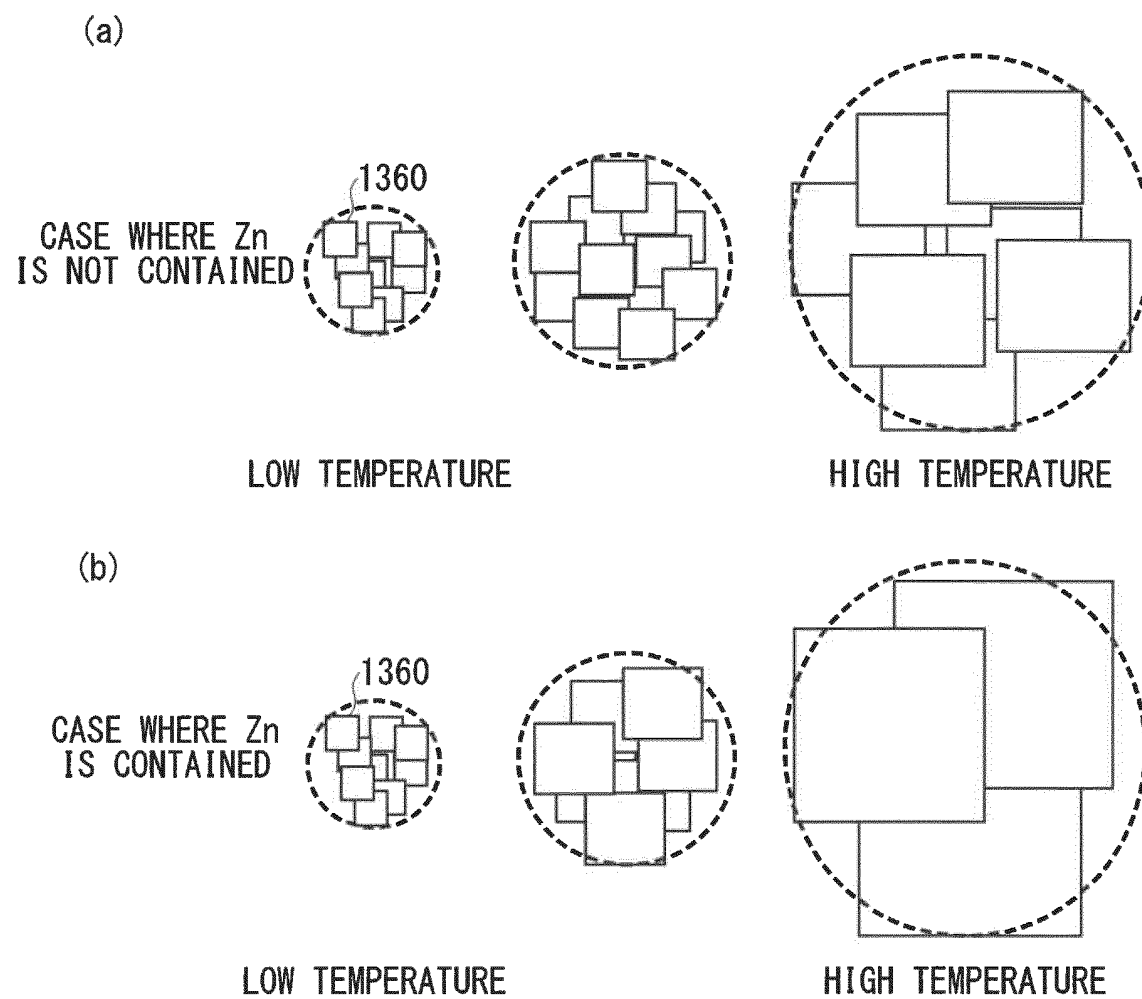 (a)
1360
CASE WHERE Zn
IS NOT CONTAINED
LOW TEMPERATURE
HIGH TEMPERATURE
(b)
1360
CASE WHERE Zn
IS CONTAINED
LOW TEMPERATURE
HIGH TEMPERATURE